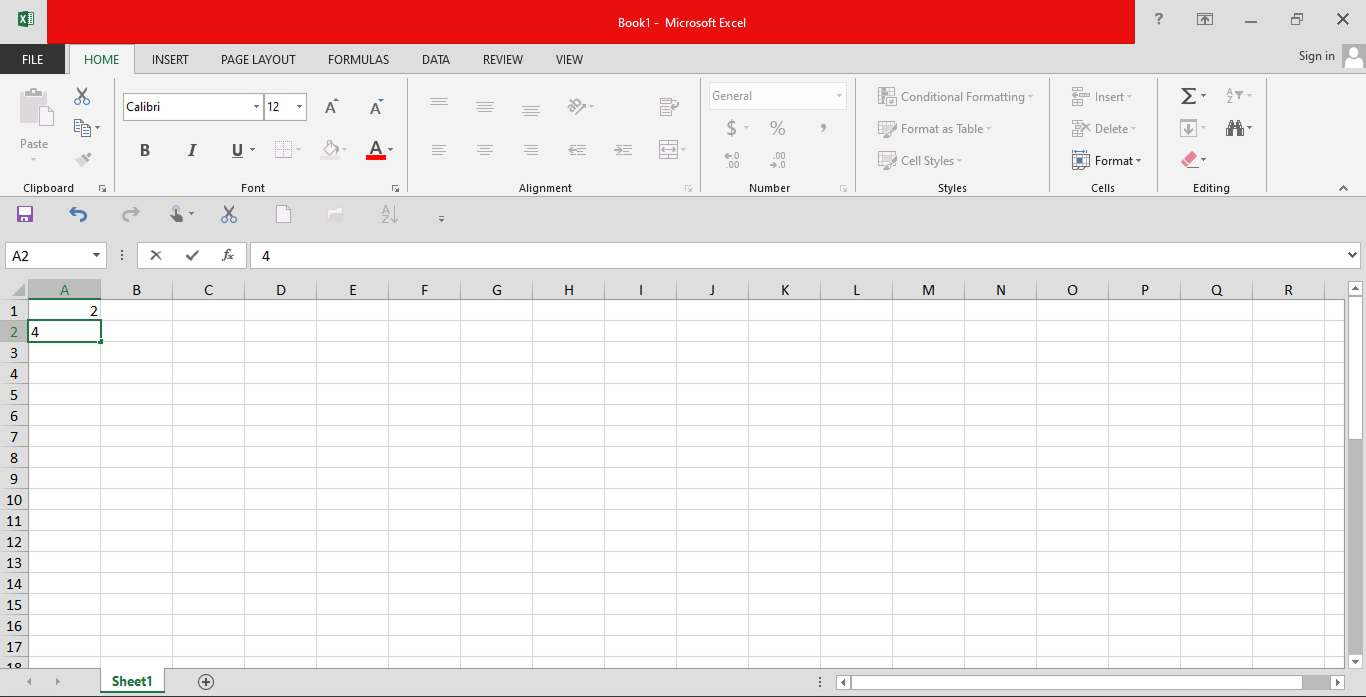 Book1 - Microsoft Excel
?
FILE HOME INSERT PAGE LAYOUT FORMULAS DATA REVIEW VIEW Sign in
Calibri 12 A A General Conditional Formatting Insert Σ A Z
Paste $ % , Format as Table Delete
B I U A .0 .00 .00 .0 Cell Styles Format
Clipboard Font Alignment Number Styles Cells Editing
A Z
A2 fx 4
A B C D E F G H I J K L M N O P Q R
1 2
2 4
3
4
5
6
7
8
9
10
11
12
13
14
15
16
17
18
Sheet1